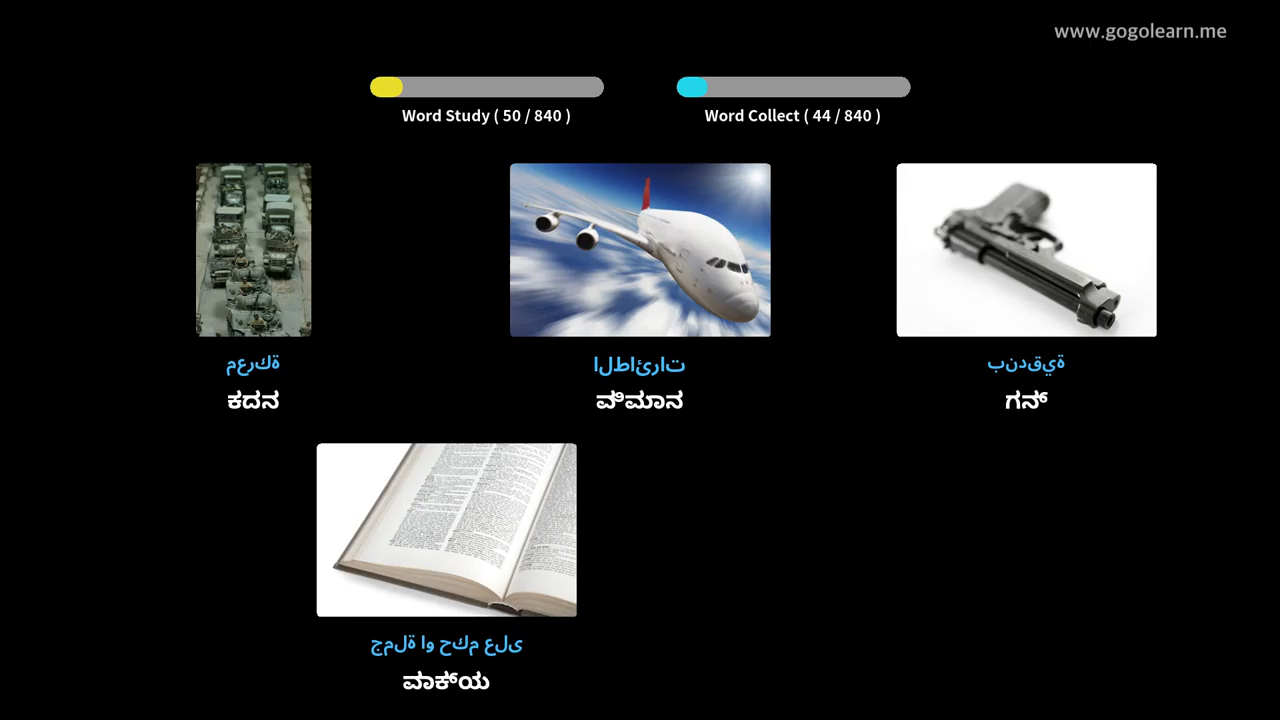 www.gogolearn.me
Word Study ( 50 / 840 )
Word Collect ( 44 / 840 )
معركة
ಕದನ
الطائرات
ವಿಮಾನ
بندقية
ಗನ್
جملة او حكم على
ವಾಕ್ಯ